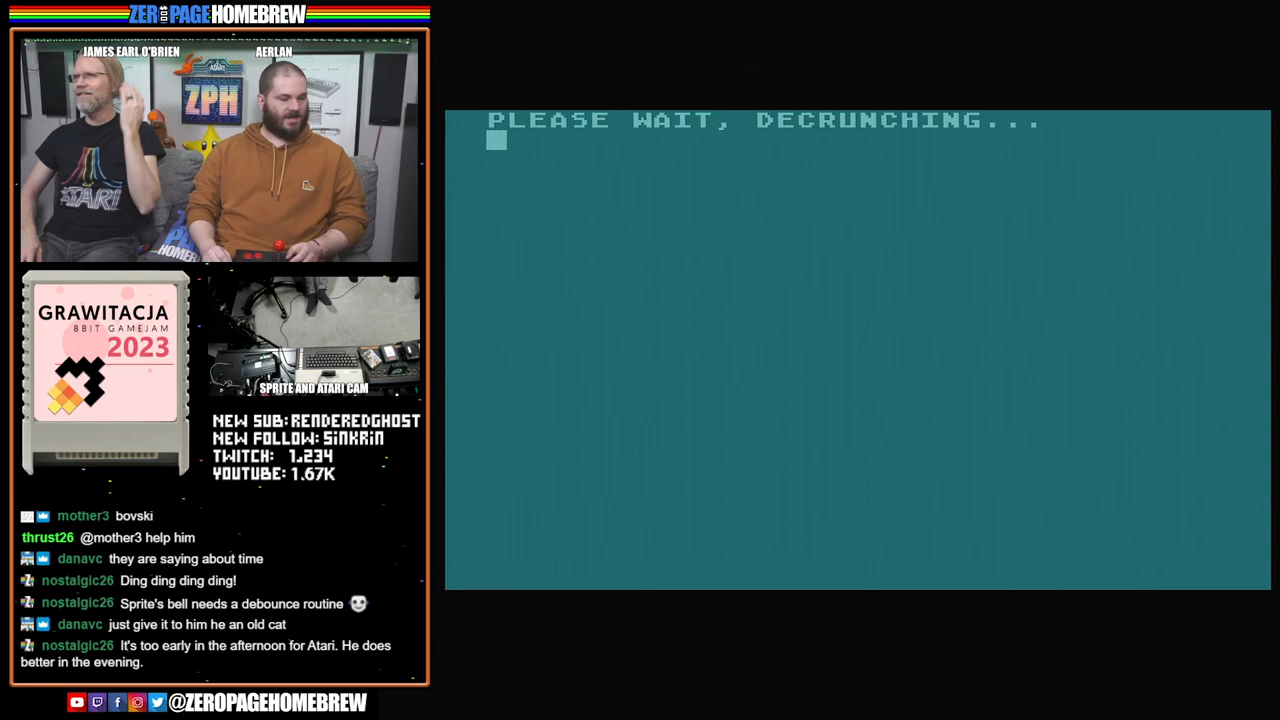 ZEROPAGE HOMEBREW
JAMES EARL O'BRIEN
AERLAN
ATARI
ZPH
ATARI
PLEASE WAIT, DECRUNCHING...
GRAWITACJA
8BIT GAMEJAM
2023
SPRITE AND ATARI CAM
NEW SUB:RENDEREDGHOST
NEW FOLLOW:SINKRIN
TWITCH: 1.234
YOUTUBE: 1.67K
mother3 bovski
thrust26 @mother3 help him
danavc they are saying about time
nostalgic26 Ding ding ding ding!
nostalgic26 Sprite's bell needs a debounce routine
danavc just give it to him he an old cat
nostalgic26 It's too early in the afternoon for Atari. He does
better in the evening.
@ZEROPAGEHOMEBREW